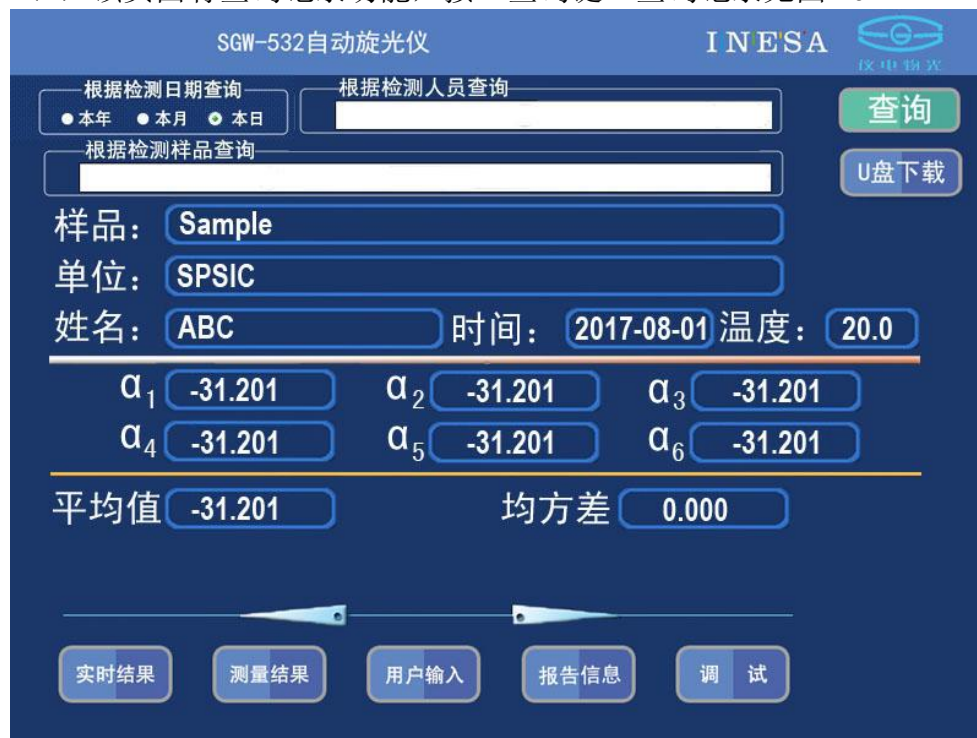 SGW-532自动旋光仪
INESA
仪电物光
根据检测日期查询
根据检测人员查询
本年 本月 本日
查询
根据检测样品查询
U盘下载
样品： Sample
单位： SPSIC
姓名： ABC 时间： 2017-08-01 温度： 20.0
α1 -31.201 α2 -31.201 α3 -31.201
α4 -31.201 α5 -31.201 α6 -31.201
平均值 -31.201 均方差 0.000
实时结果 测量结果 用户输入 报告信息 调 试